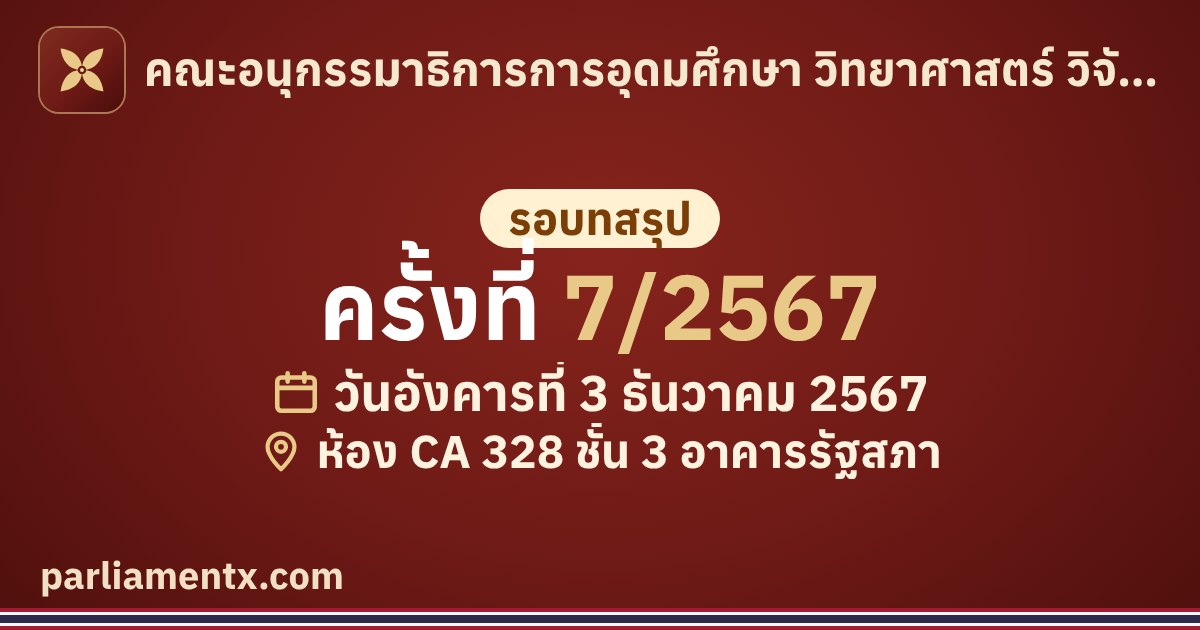 คณะอนุกรรมาธิการการอุดมศึกษา วิทยาศาสตร์ วิจั...
รอบทสรุป
ครั้งที่ 7/2567
วันอังคารที่ 3 ธันวาคม 2567
ห้อง CA 328 ชั้น 3 อาคารรัฐสภา
parliamentx.com